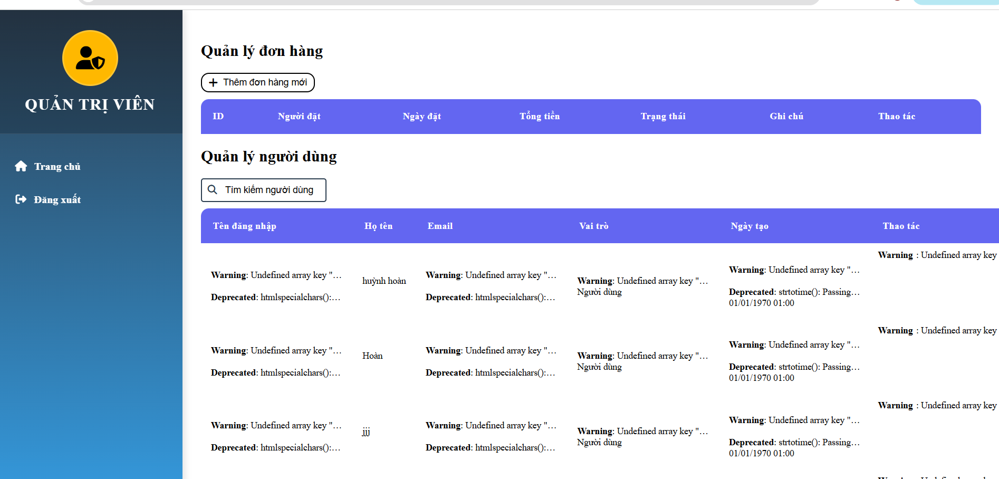 QUẢN TRỊ VIÊN
Trang chủ
Đăng xuất
Quản lý đơn hàng
Thêm đơn hàng mới
ID Người đặt Ngày đặt Tổng tiền Trạng thái Ghi chú Thao tác
Quản lý người dùng
Tìm kiếm người dùng
Tên đăng nhập Họ tên Email Vai trò Ngày tạo Thao tác
Warning: Undefined array key "…
Deprecated: htmlspecialchars():…
huỳnh hoàn
Warning: Undefined array key "…
Deprecated: htmlspecialchars():…
Warning: Undefined array key "…
Người dùng
Warning: Undefined array key "…
Deprecated: strtotime(): Passing…
01/01/1970 01:00
Warning : Undefined array key
Warning: Undefined array key "…
Deprecated: htmlspecialchars():…
Hoàn
Warning: Undefined array key "…
Deprecated: htmlspecialchars():…
Warning: Undefined array key "…
Người dùng
Warning: Undefined array key "…
Deprecated: strtotime(): Passing…
01/01/1970 01:00
Warning : Undefined array key
Warning: Undefined array key "…
Deprecated: htmlspecialchars():…
jjj
Warning: Undefined array key "…
Deprecated: htmlspecialchars():…
Warning: Undefined array key "…
Người dùng
Warning: Undefined array key "…
Deprecated: strtotime(): Passing…
01/01/1970 01:00
Warning : Undefined array key